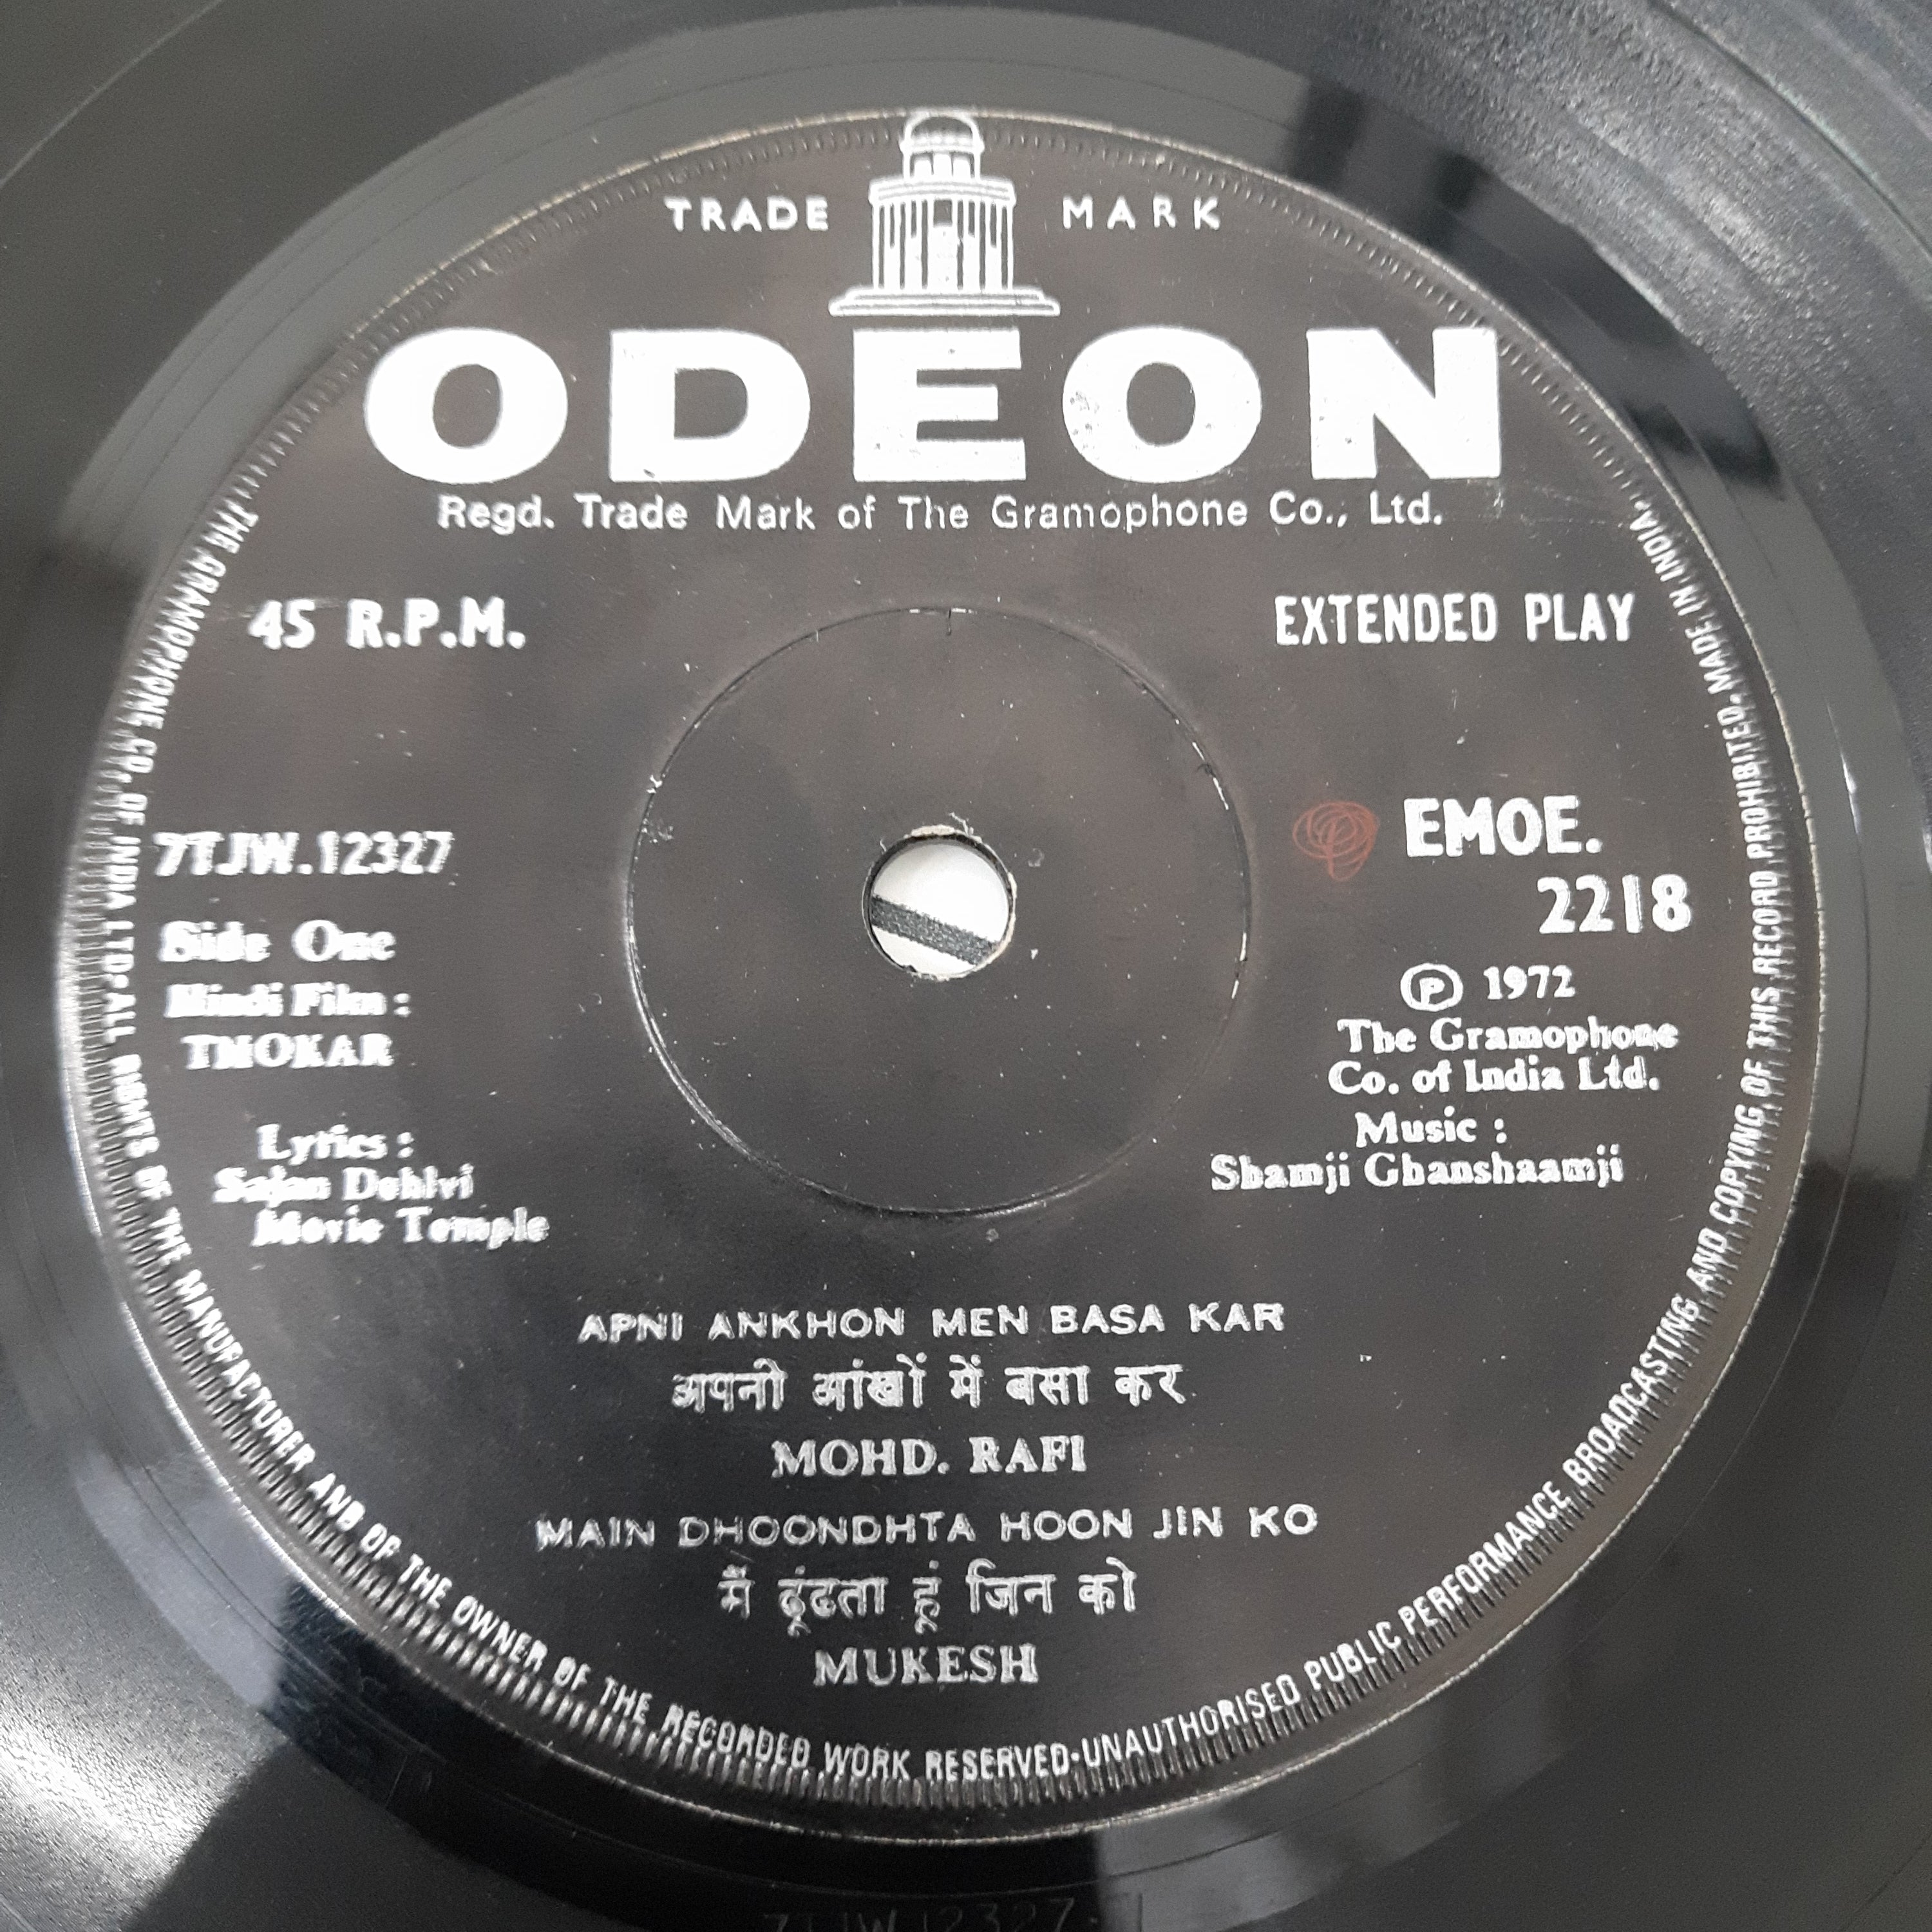 TRADE MARK
ODEON
Regd. Trade Mark of The Gramophone Co., Ltd.
45 R.P.M.
EXTENDED PLAY
7TJW.12327
Side One
Hindi Film :
THOKAR
Lyrics :
Sajan Dehlvi
Movie Temple
EMOE.
2218
℗ 1972
The Gramophone
Co. of India Ltd.
Music :
Shamji Ghanshaamji
APNI ANKHON MEN BASA KAR
अपनी आंखों में बसा कर
MOHD. RAFI
MAIN DHOONDHTA HOON JIN KO
मैं ढूंढता हूं जिन को
MUKESH
THE GRAMOPHONE CO. OF INDIA LTD. ALL RIGHTS OF THE MANUFACTURER AND OF THE OWNER OF THE RECORDED WORK RESERVED·UNAUTHORISED PUBLIC PERFORMANCE BROADCASTING AND COPYING OF THIS RECORD PROHIBITED. MADE IN INDIA.
7TJW 12327